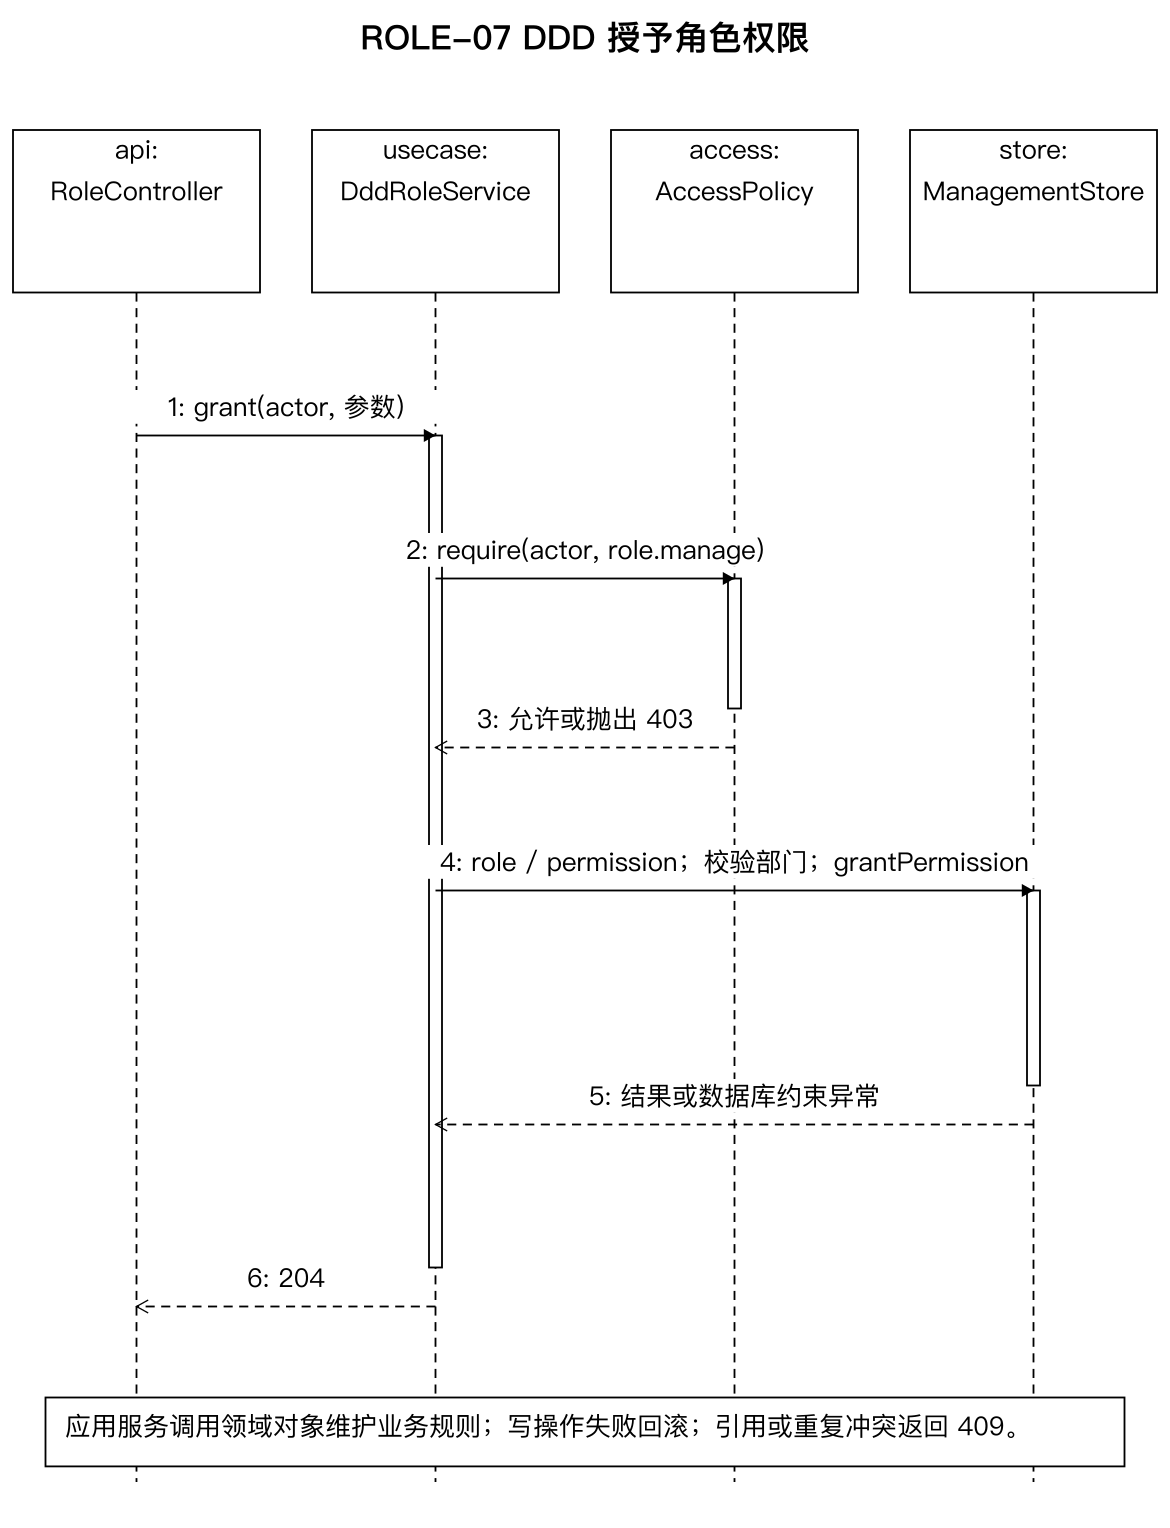 ROLE-07 DDD 授予角色权限
api:
RoleController
usecase:
DddRoleService
access:
AccessPolicy
store:
ManagementStore
1: grant(actor, 参数)
2: require(actor, role.manage)
3: 允许或抛出 403
4: role / permission；校验部门；grantPermission
5: 结果或数据库约束异常
6: 204
应用服务调用领域对象维护业务规则；写操作失败回滚；引用或重复冲突返回 409。